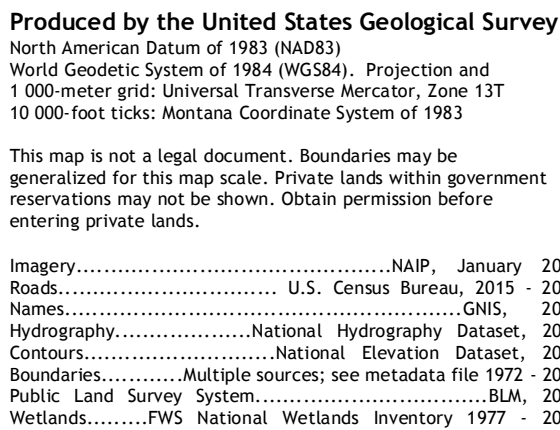 Produced by the United States Geological Survey
North American Datum of 1983 (NAD83)
World Geodetic System of 1984 (WGS84). Projection and
1 000-meter grid: Universal Transverse Mercator, Zone 13T
10 000-foot ticks: Montana Coordinate System of 1983
This map is not a legal document. Boundaries may be
generalized for this map scale. Private lands within government
reservations may not be shown. Obtain permission before
entering private lands.
Imagery.............................................NAIP, January 20
Roads............................... U.S. Census Bureau, 2015 - 20
Names.......................................................GNIS, 20
Hydrography...................National Hydrography Dataset, 20
Contours..........................National Elevation Dataset, 20
Boundaries............Multiple sources; see metadata file 1972 - 20
Public Land Survey System.................................BLM, 20
Wetlands.........FWS National Wetlands Inventory 1977 - 20